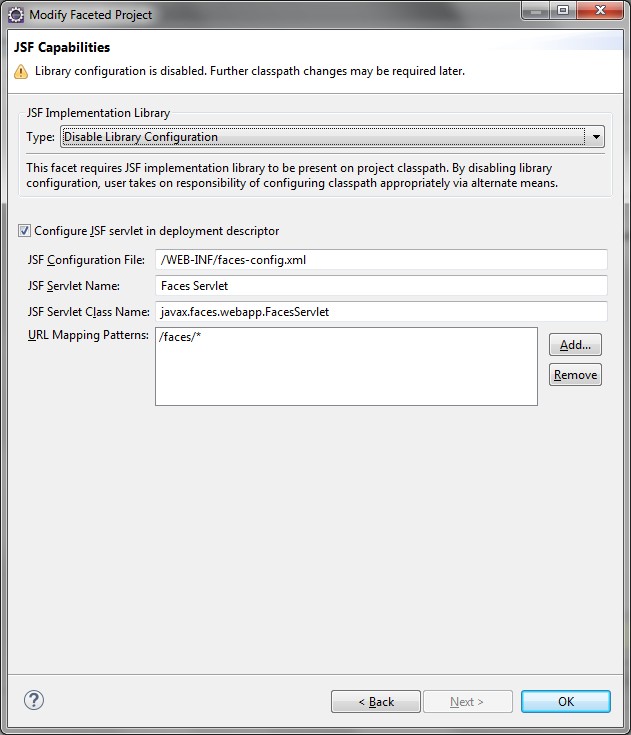 Modify Faceted Project
JSF Capabilities
Library configuration is disabled. Further classpath changes may be required later.
JSF Implementation Library
Type: Disable Library Configuration
This facet requires JSF implementation library to be present on project classpath. By disabling library
configuration, user takes on responsibility of configuring classpath appropriately via alternate means.
Configure JSF servlet in deployment descriptor
JSF Configuration File: /WEB-INF/faces-config.xml
JSF Servlet Name: Faces Servlet
JSF Servlet Class Name: javax.faces.webapp.FacesServlet
URL Mapping Patterns: /faces/*
Add...
Remove
? < Back Next > OK